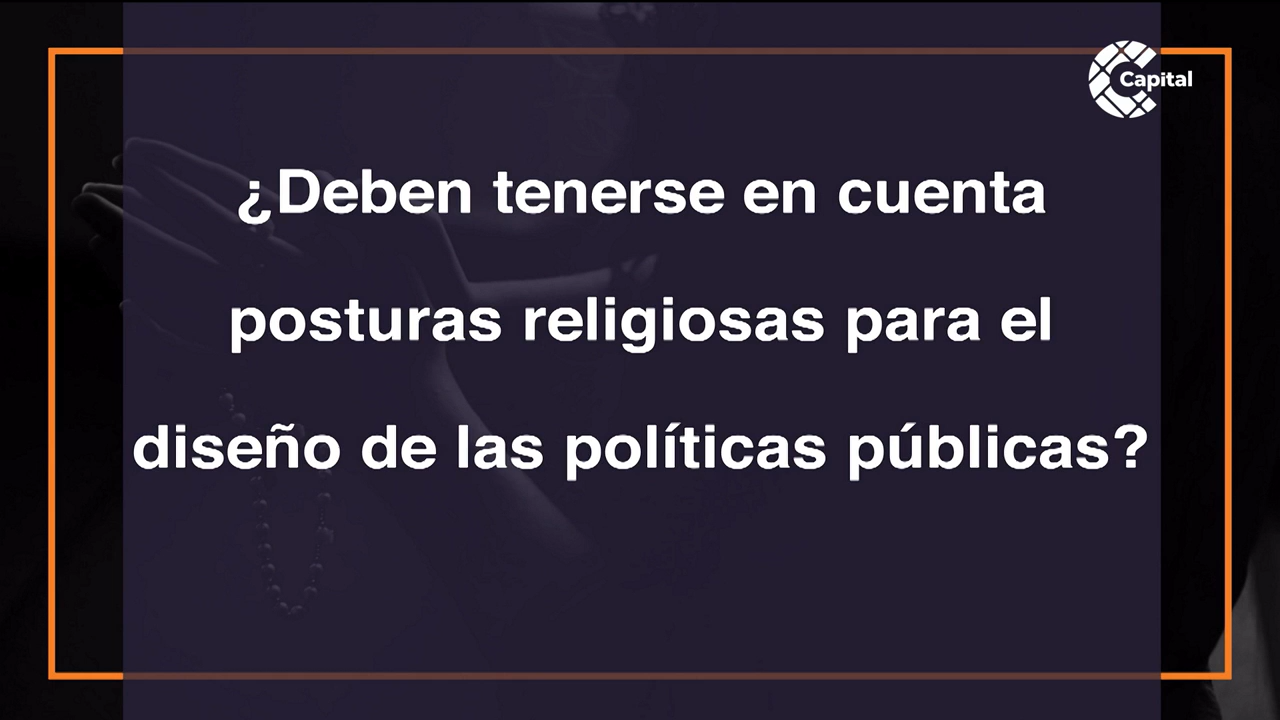 Capital
¿Deben tenerse en cuenta
posturas religiosas para el
diseño de las políticas públicas?